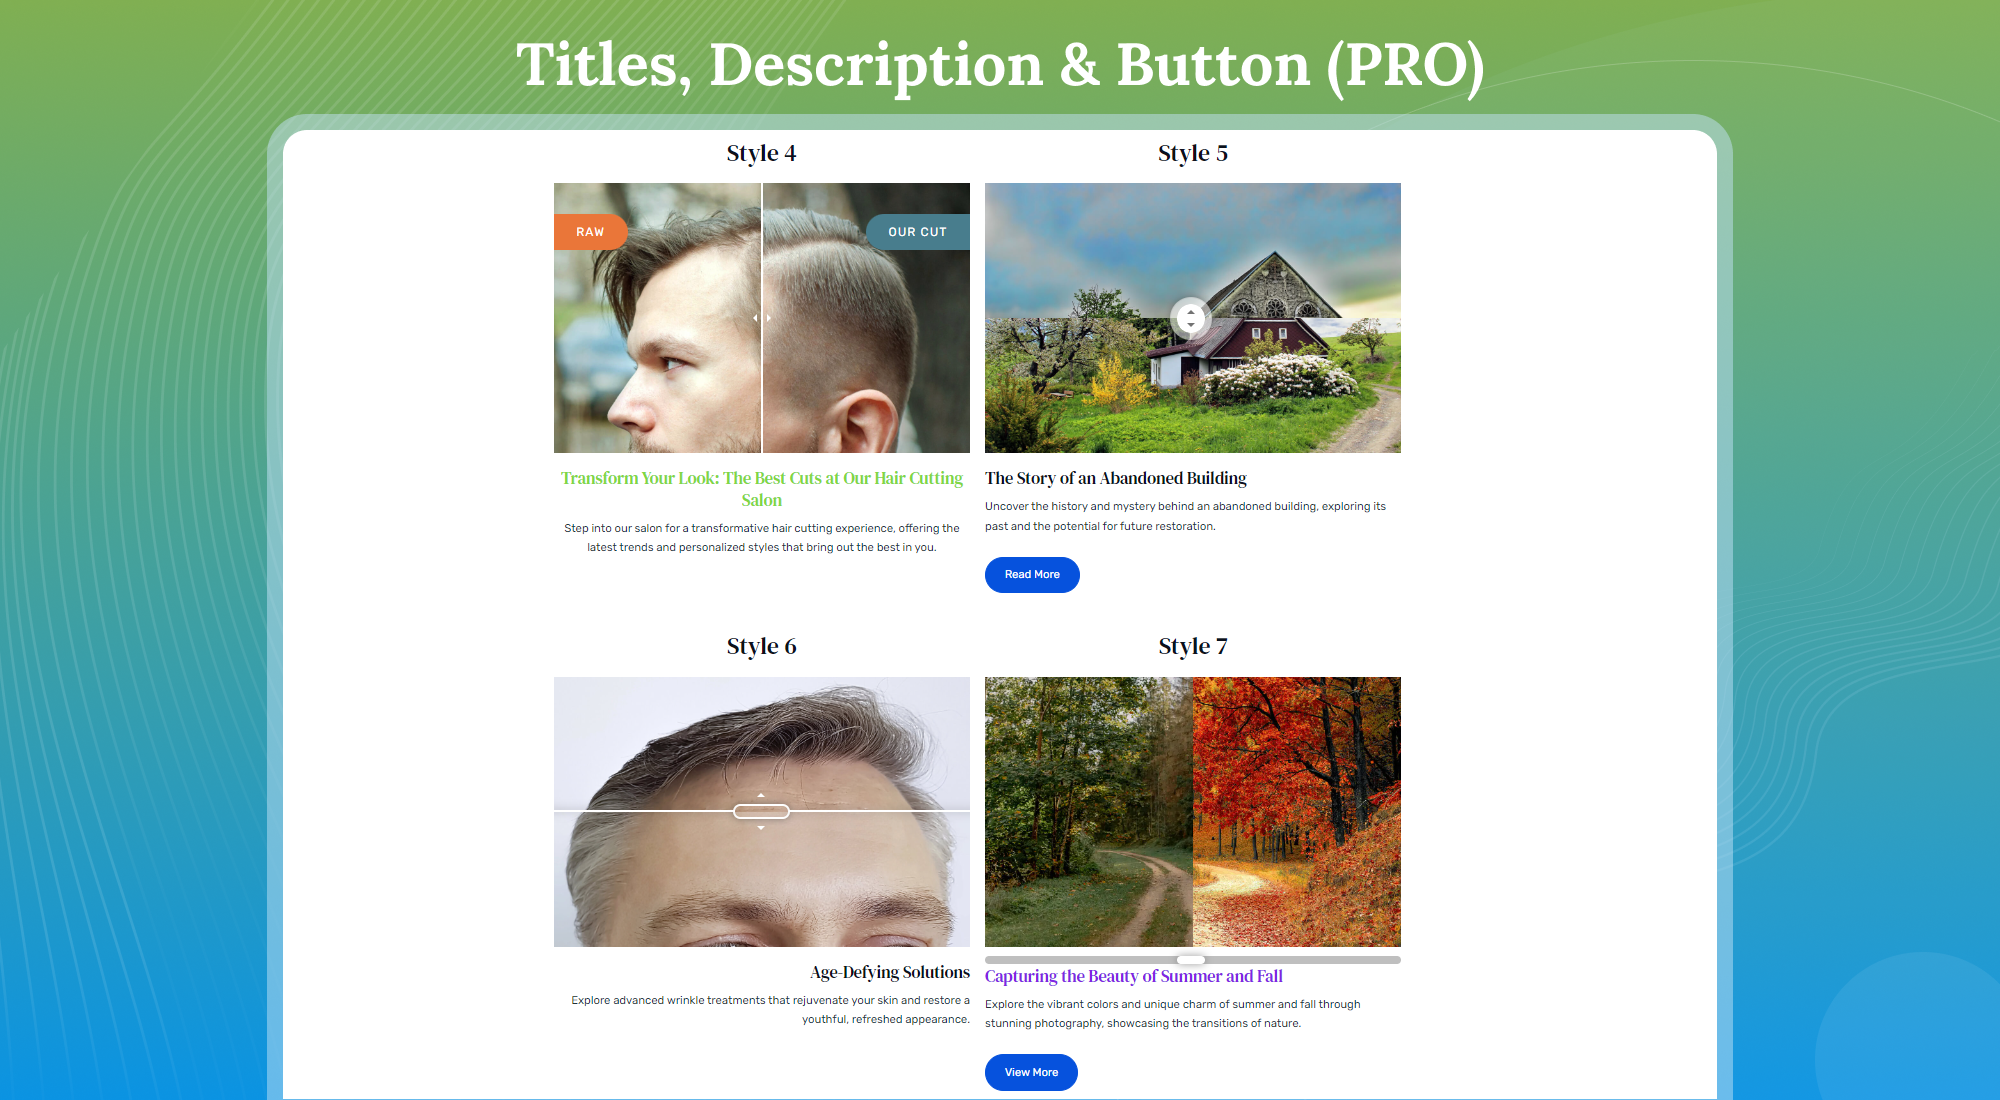 Titles, Description & Button (PRO)
Style 4
RAW
OUR CUT
Transform Your Look: The Best Cuts at Our Hair Cutting
Salon
Step into our salon for a transformative hair cutting experience, offering the
latest trends and personalized styles that bring out the best in you.
Style 5
The Story of an Abandoned Building
Uncover the history and mystery behind an abandoned building, exploring its
past and the potential for future restoration.
Read More
Style 6
Age-Defying Solutions
Explore advanced wrinkle treatments that rejuvenate your skin and restore a
youthful, refreshed appearance.
Style 7
Capturing the Beauty of Summer and Fall
Explore the vibrant colors and unique charm of summer and fall through
stunning photography, showcasing the transitions of nature.
View More